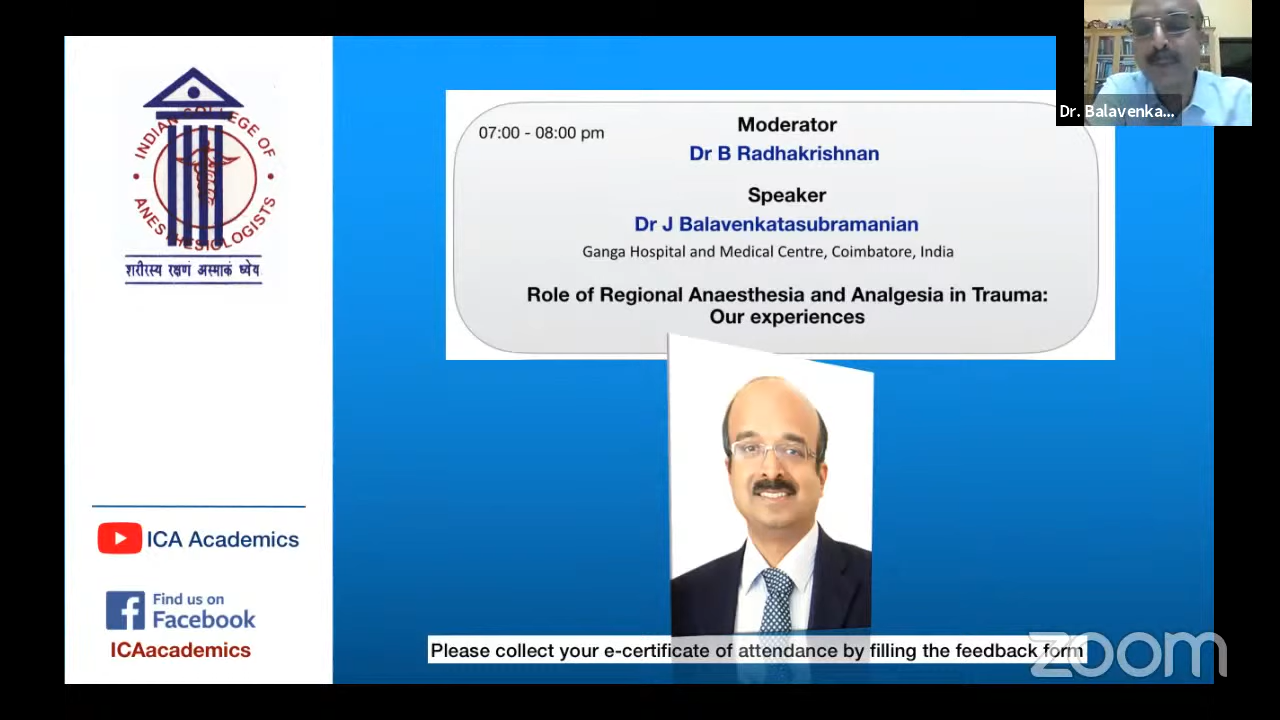 INDIAN COLLEGE OF
ANESTHESIOLOGISTS
शरीरस्य रक्षणं अस्माकं ध्येय
ICA Academics
Find us on
Facebook
ICAacademics
07:00 - 08:00 pm
Moderator
Dr B Radhakrishnan
Speaker
Dr J Balavenkatasubramanian
Ganga Hospital and Medical Centre, Coimbatore, India
Role of Regional Anaesthesia and Analgesia in Trauma:
Our experiences
Please collect your e-certificate of attendance by filling the feedback form
Dr. Balavenka...
zoom